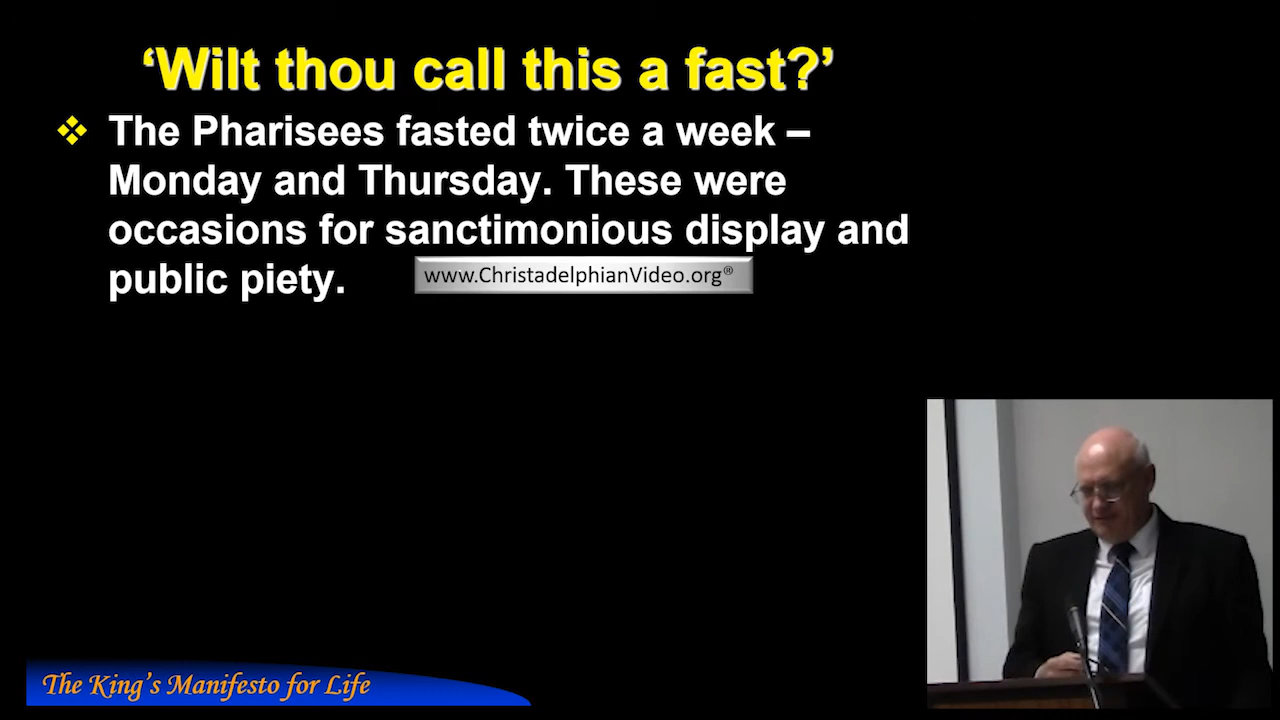 ‘Wilt thou call this a fast?’
❖ The Pharisees fasted twice a week –
Monday and Thursday. These were
occasions for sanctimonious display and
public piety.
www.ChristadelphianVideo.org®
The King’s Manifesto for Life